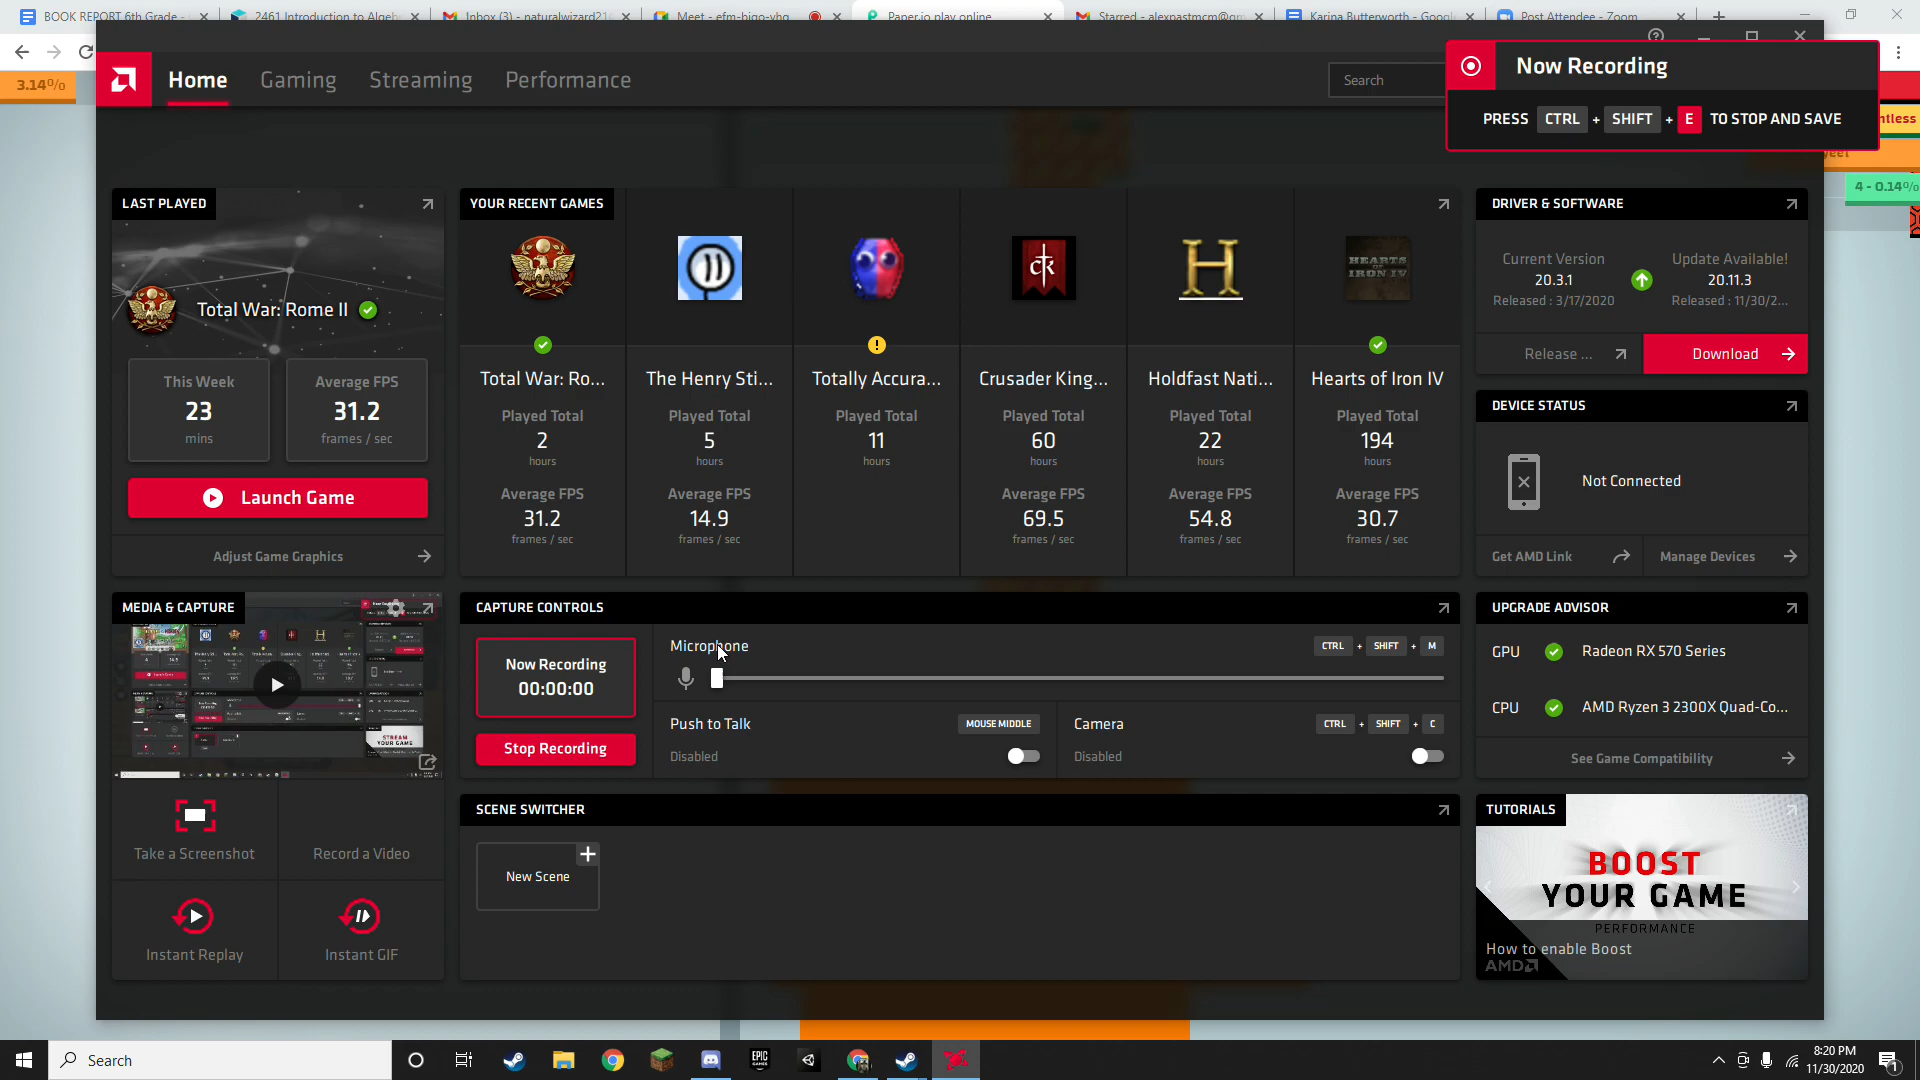 BOOK REPORT 6th Grade -
2461 Introduction to Algeb
Inbox (3) - naturalwizard21
Meet - efm-bigo-vhq
Paper.io play online
Starred - alexpastmcm@gm
Karina Butterworth - Googl
Post Attendee - Zoom
3.14%
Home
Gaming
Streaming
Performance
Search
Now Recording
PRESS CTRL + SHIFT + E TO STOP AND SAVE
ntless
4 - 0.14%
LAST PLAYED
Total War: Rome II
This Week
23
mins
Average FPS
31.2
frames / sec
Launch Game
Adjust Game Graphics
YOUR RECENT GAMES
HEARTS OF IRON IV
Total War: Ro...
Played Total
2
hours
Average FPS
31.2
frames / sec
The Henry Sti...
Played Total
5
hours
Average FPS
14.9
frames / sec
Totally Accura...
Played Total
11
hours
Crusader King...
Played Total
60
hours
Average FPS
69.5
frames / sec
Holdfast Nati...
Played Total
22
hours
Average FPS
54.8
frames / sec
Hearts of Iron IV
Played Total
194
hours
Average FPS
30.7
frames / sec
DRIVER & SOFTWARE
Current Version
20.3.1
Released : 3/17/2020
Update Available!
20.11.3
Released : 11/30/2...
Release ...
Download
DEVICE STATUS
Not Connected
Get AMD Link
Manage Devices
MEDIA & CAPTURE
Take a Screenshot
Record a Video
Instant Replay
Instant GIF
CAPTURE CONTROLS
Now Recording
00:00:00
Stop Recording
Microphone
CTRL + SHIFT + M
Push to Talk
MOUSE MIDDLE
Disabled
Camera
CTRL + SHIFT + C
Disabled
SCENE SWITCHER
New Scene
UPGRADE ADVISOR
GPU Radeon RX 570 Series
CPU AMD Ryzen 3 2300X Quad-Co...
See Game Compatibility
TUTORIALS
BOOST
YOUR GAME
PERFORMANCE
How to enable Boost
AMD
Search
EPIC GAMES
8:20 PM
11/30/2020
1